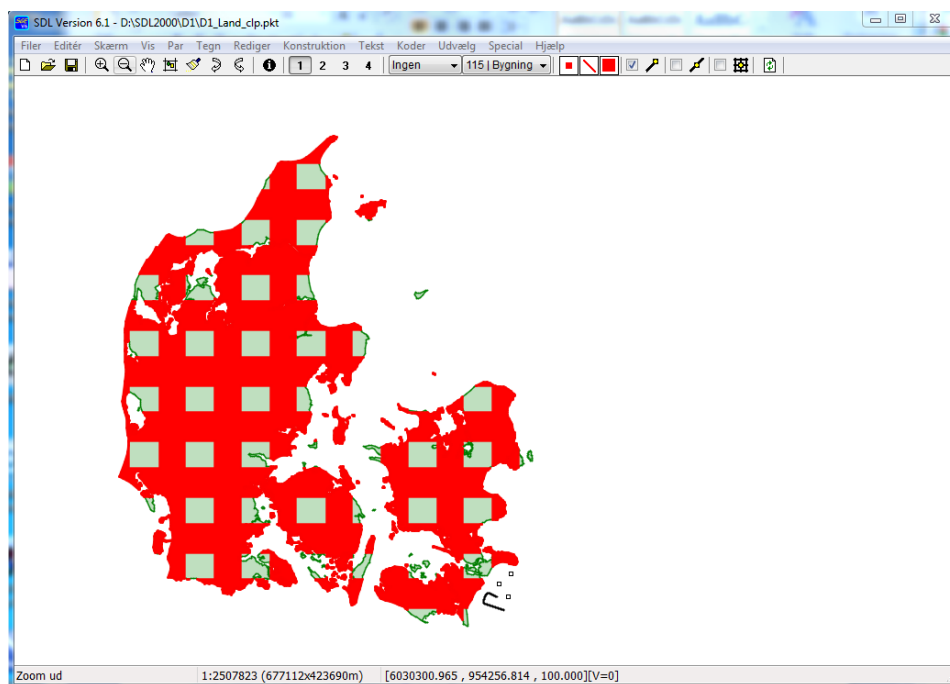 SDL Version 6.1 - D:\SDL2000\D1\D1_Land_clp.pkt
Filer Editér Skærm Vis Par Tegn Rediger Konstruktion Tekst Koder Udvælg Special Hjælp
1 2 3 4 Ingen 115 | Bygning
Zoom ud 1:2507823 (677112x423690m) [6030300.965 , 954256.814 , 100.000][V=0]